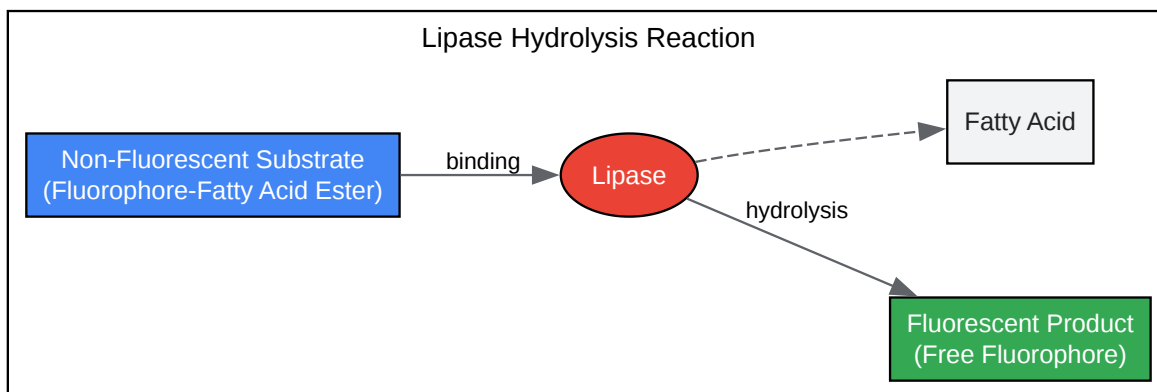 Lipase Hydrolysis Reaction
Non-Fluorescent Substrate
(Fluorophore-Fatty Acid Ester)
binding
Lipase
Fatty Acid
hydrolysis
Fluorescent Product
(Free Fluorophore)